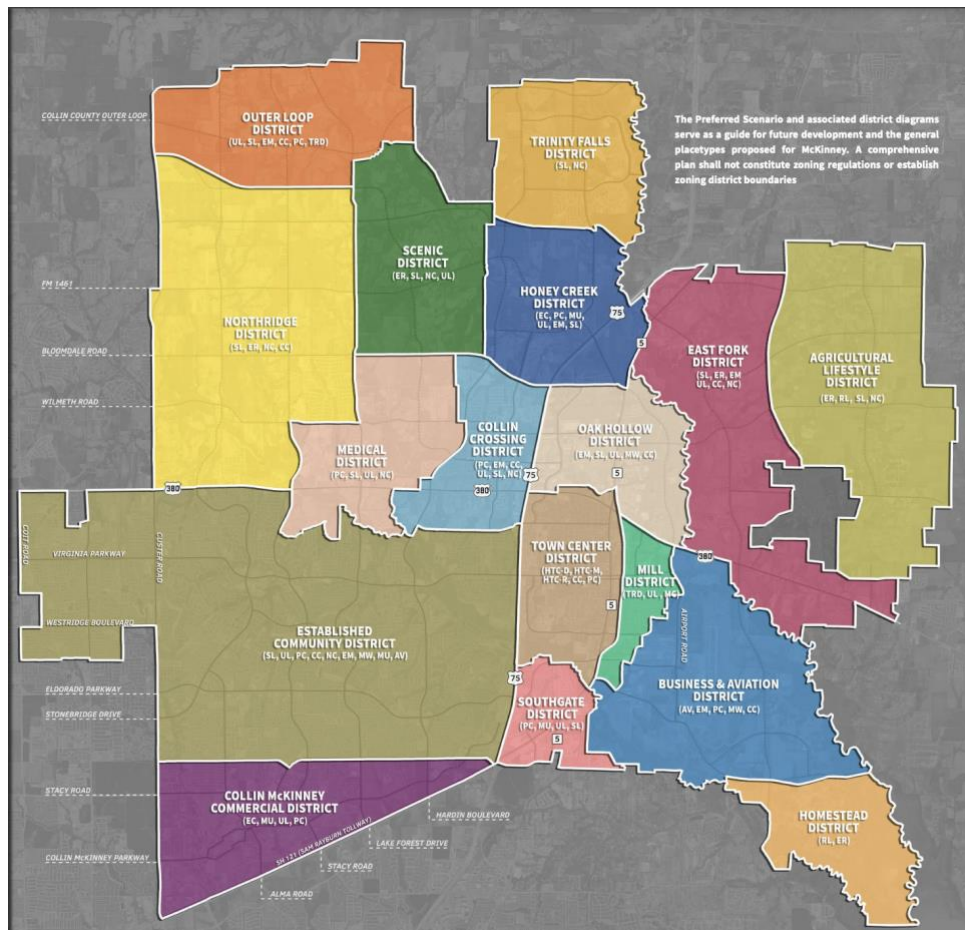 The Preferred Scenario and associated district diagrams
serve as a guide for future development and the general
placetypes proposed for McKinney. A comprehensive
plan shall not constitute zoning regulations or establish
zoning district boundaries
COLLIN COUNTY OUTER LOOP
OUTER LOOP
DISTRICT
(UL, SL, EM, CC, PC, TRD)
TRINITY FALLS
DISTRICT
(SL, NC)
SCENIC
DISTRICT
(ER, SL, NC, UL)
FM 1461
HONEY CREEK
DISTRICT
(EC, PC, MU,
UL, EM, SL)
75
5
NORTHRIDGE
DISTRICT
(SL, ER, NC, CC)
BLOOMDALE ROAD
EAST FORK
DISTRICT
(SL, ER, EM
UL, CC, NC)
AGRICULTURAL
LIFESTYLE
DISTRICT
(ER, RL, SL, NC)
WILMETH ROAD
MEDICAL
DISTRICT
(PC, SL, UL, NC)
COLLIN
CROSSING
DISTRICT
(PC, EM, CC,
UL, SL, NC)
OAK HOLLOW
DISTRICT
(EM, SL, UL, MW, CC)
5
75
380
380
COIT ROAD
VIRGINIA PARKWAY
CUSTER ROAD
TOWN CENTER
DISTRICT
(HTC-D, HTC-M,
HTC-R, CC, PC)
5
MILL
DISTRICT
(TRD, UL, MC)
380
AIRPORT ROAD
WESTRIDGE BOULEVARD
ESTABLISHED
COMMUNITY DISTRICT
(SL, UL, PC, CC, NC, EM, MW, MU, AV)
75
ELDORADO PARKWAY
STONEBRIDGE DRIVE
SOUTHGATE
DISTRICT
(PC, MU, UL, SL)
5
BUSINESS & AVIATION
DISTRICT
(AV, EM, PC, MW, CC)
STACY ROAD
COLLIN MCKINNEY
COMMERCIAL DISTRICT
(EC, MU, UL, PC)
HARDIN BOULEVARD
HOMESTEAD
DISTRICT
(RL, ER)
SH 121 (SAM RAYBURN TOLLWAY)
LAKE FOREST DRIVE
COLLIN MCKINNEY PARKWAY
STACY ROAD
ALMA ROAD